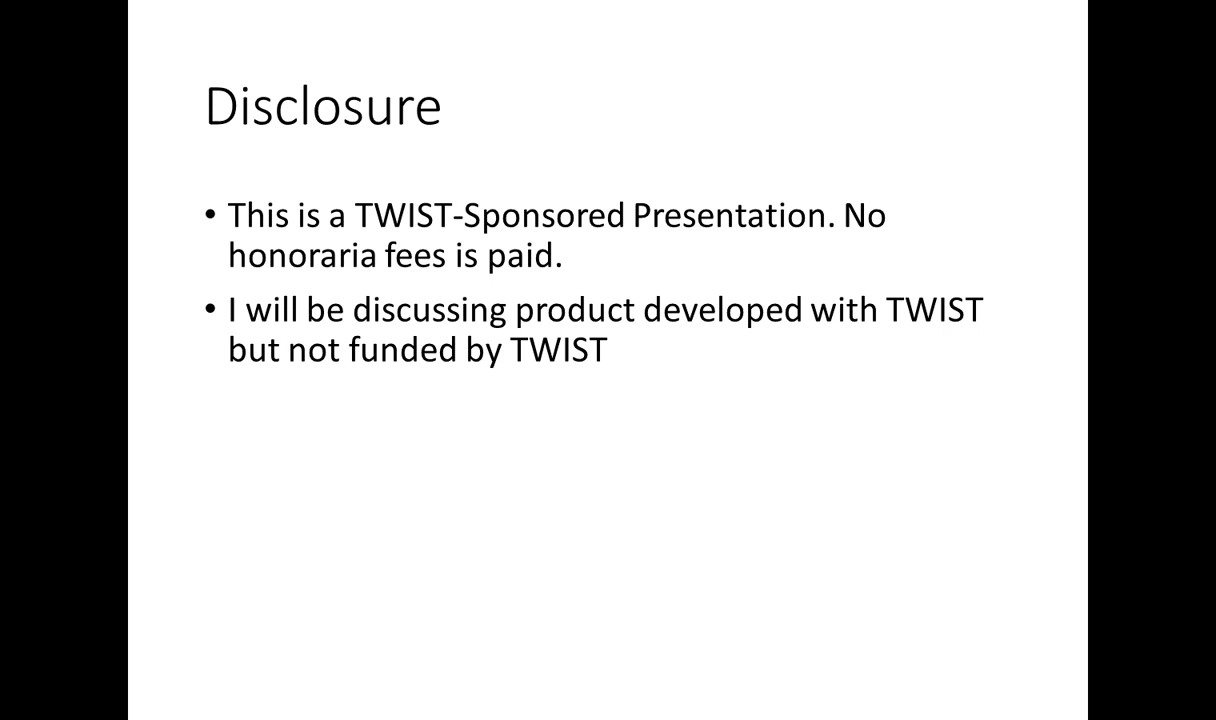 Disclosure
• This is a TWIST-Sponsored Presentation. No
honoraria fees is paid.
• I will be discussing product developed with TWIST
but not funded by TWIST